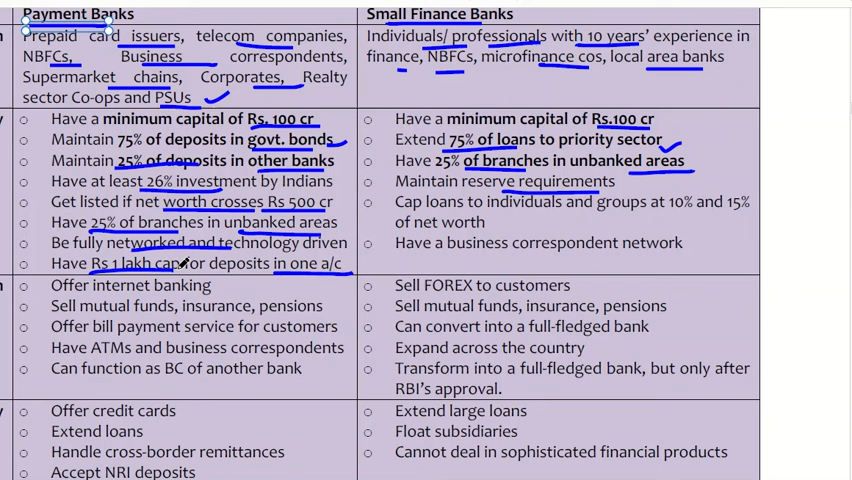 Payment Banks
Small Finance Banks
Prepaid card issuers, telecom companies,
NBFCs, Business correspondents,
Supermarket chains, Corporates, Realty
sector Co-ops and PSUs
Individuals/ professionals with 10 years' experience in
finance, NBFCs, microfinance cos, local area banks
○ Have a minimum capital of Rs. 100 cr
○ Maintain 75% of deposits in govt. bonds
○ Maintain 25% of deposits in other banks
○ Have at least 26% investment by Indians
○ Get listed if net worth crosses Rs 500 cr
○ Have 25% of branches in unbanked areas
○ Be fully networked and technology driven
○ Have Rs 1 lakh cap for deposits in one a/c
○ Have a minimum capital of Rs.100 cr
○ Extend 75% of loans to priority sector
○ Have 25% of branches in unbanked areas
○ Maintain reserve requirements
○ Cap loans to individuals and groups at 10% and 15%
of net worth
○ Have a business correspondent network
○ Offer internet banking
○ Sell mutual funds, insurance, pensions
○ Offer bill payment service for customers
○ Have ATMs and business correspondents
○ Can function as BC of another bank
○ Sell FOREX to customers
○ Sell mutual funds, insurance, pensions
○ Can convert into a full-fledged bank
○ Expand across the country
○ Transform into a full-fledged bank, but only after
RBI's approval.
○ Offer credit cards
○ Extend loans
○ Handle cross-border remittances
○ Accept NRI deposits
○ Extend large loans
○ Float subsidiaries
○ Cannot deal in sophisticated financial products